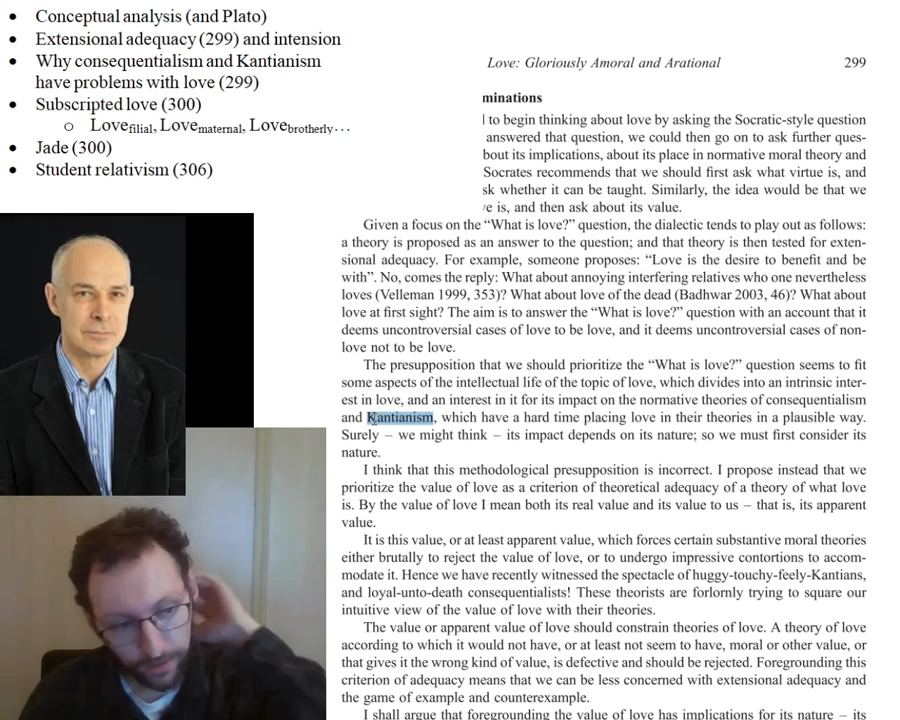 Conceptual analysis (and Plato)
Extensional adequacy (299) and intension
Why consequentialism and Kantianism
have problems with love (299)
Subscripted love (300)
Lovefilial, Lovematernal, Lovebrotherly…
Jade (300)
Student relativism (306)
Love: Gloriously Amoral and Arational 299
minations
to begin thinking about love by asking the Socratic-style question
answered that question, we could then go on to ask further ques-
bout its implications, about its place in normative moral theory and
Socrates recommends that we should first ask what virtue is, and
sk whether it can be taught. Similarly, the idea would be that we
e is, and then ask about its value.
Given a focus on the “What is love?” question, the dialectic tends to play out as follows:
a theory is proposed as an answer to the question; and that theory is then tested for exten-
sional adequacy. For example, someone proposes: “Love is the desire to benefit and be
with”. No, comes the reply: What about annoying interfering relatives who one nevertheless
loves (Velleman 1999, 353)? What about love of the dead (Badhwar 2003, 46)? What about
love at first sight? The aim is to answer the “What is love?” question with an account that it
deems uncontroversial cases of love to be love, and it deems uncontroversial cases of non-
love not to be love.
The presupposition that we should prioritize the “What is love?” question seems to fit
some aspects of the intellectual life of the topic of love, which divides into an intrinsic inter-
est in love, and an interest in it for its impact on the normative theories of consequentialism
and Kantianism, which have a hard time placing love in their theories in a plausible way.
Surely – we might think – its impact depends on its nature; so we must first consider its
nature.
I think that this methodological presupposition is incorrect. I propose instead that we
prioritize the value of love as a criterion of theoretical adequacy of a theory of what love
is. By the value of love I mean both its real value and its value to us – that is, its apparent
value.
It is this value, or at least apparent value, which forces certain substantive moral theories
either brutally to reject the value of love, or to undergo impressive contortions to accom-
modate it. Hence we have recently witnessed the spectacle of huggy-touchy-feely-Kantians,
and loyal-unto-death consequentialists! These theorists are forlornly trying to square our
intuitive view of the value of love with their theories.
The value or apparent value of love should constrain theories of love. A theory of love
according to which it would not have, or at least not seem to have, moral or other value, or
that gives it the wrong kind of value, is defective and should be rejected. Foregrounding this
criterion of adequacy means that we can be less concerned with extensional adequacy and
the game of example and counterexample.
I shall argue that foregrounding the value of love has implications for its nature – its